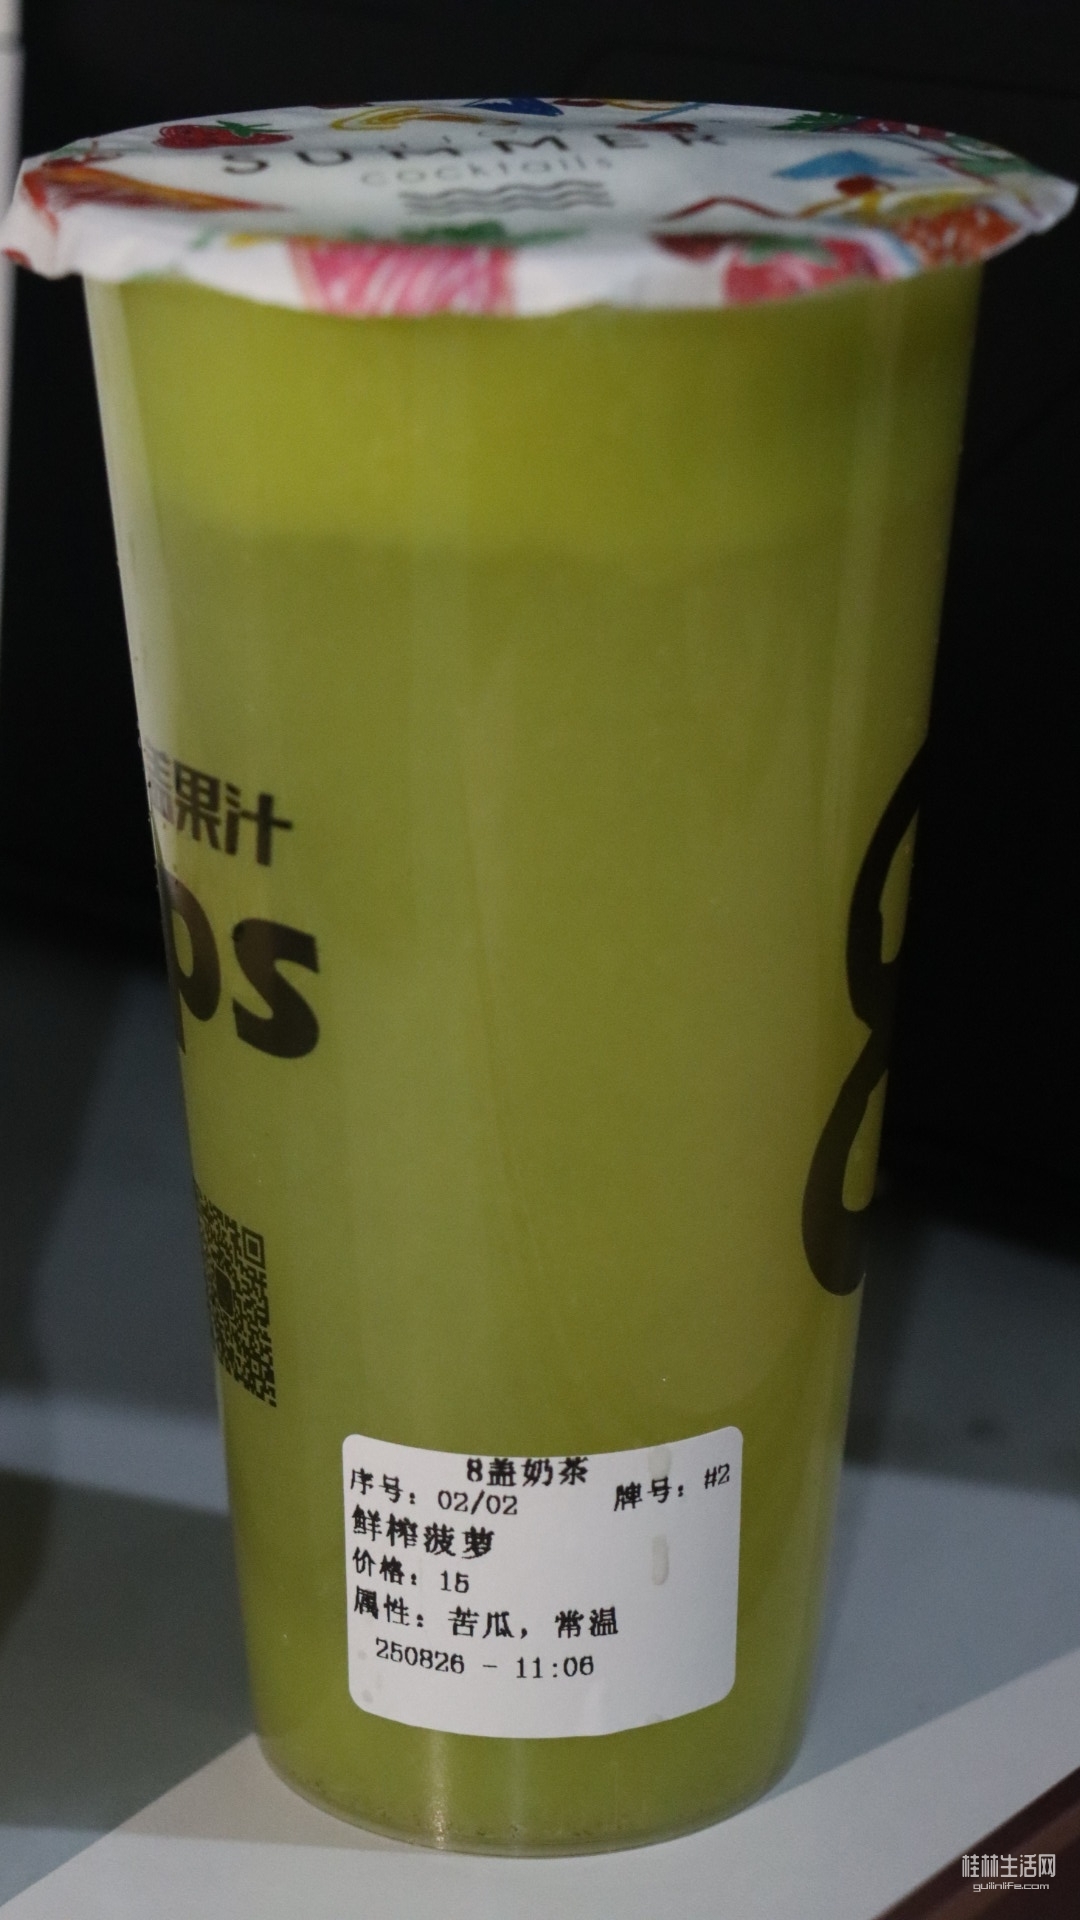 SUMMER
cocktails
盖果汁
ps
8
8盖奶茶
序号：02/02 牌号：#2
鲜榨菠萝
价格：15
属性：苦瓜，常温
250826 - 11:06
桂林生活网
guilinlife.com